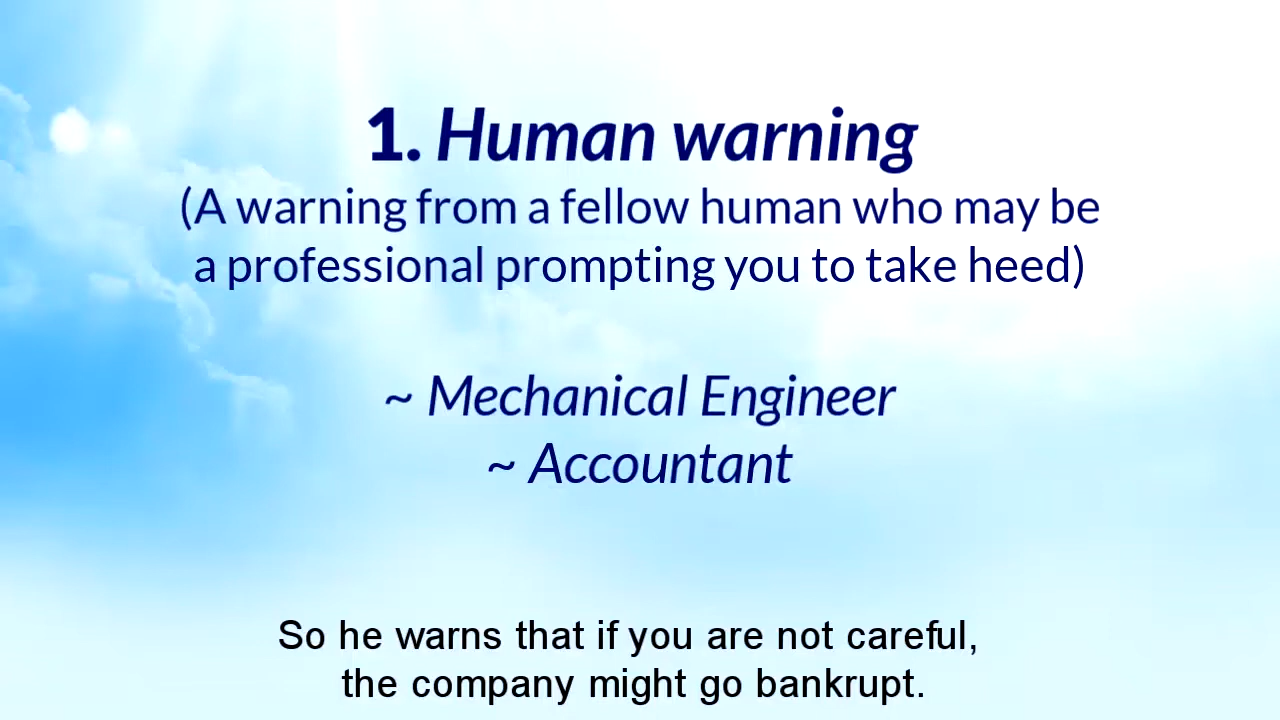 1. Human warning
(A warning from a fellow human who may be
a professional prompting you to take heed)
~ Mechanical Engineer
~ Accountant
So he warns that if you are not careful,
the company might go bankrupt.